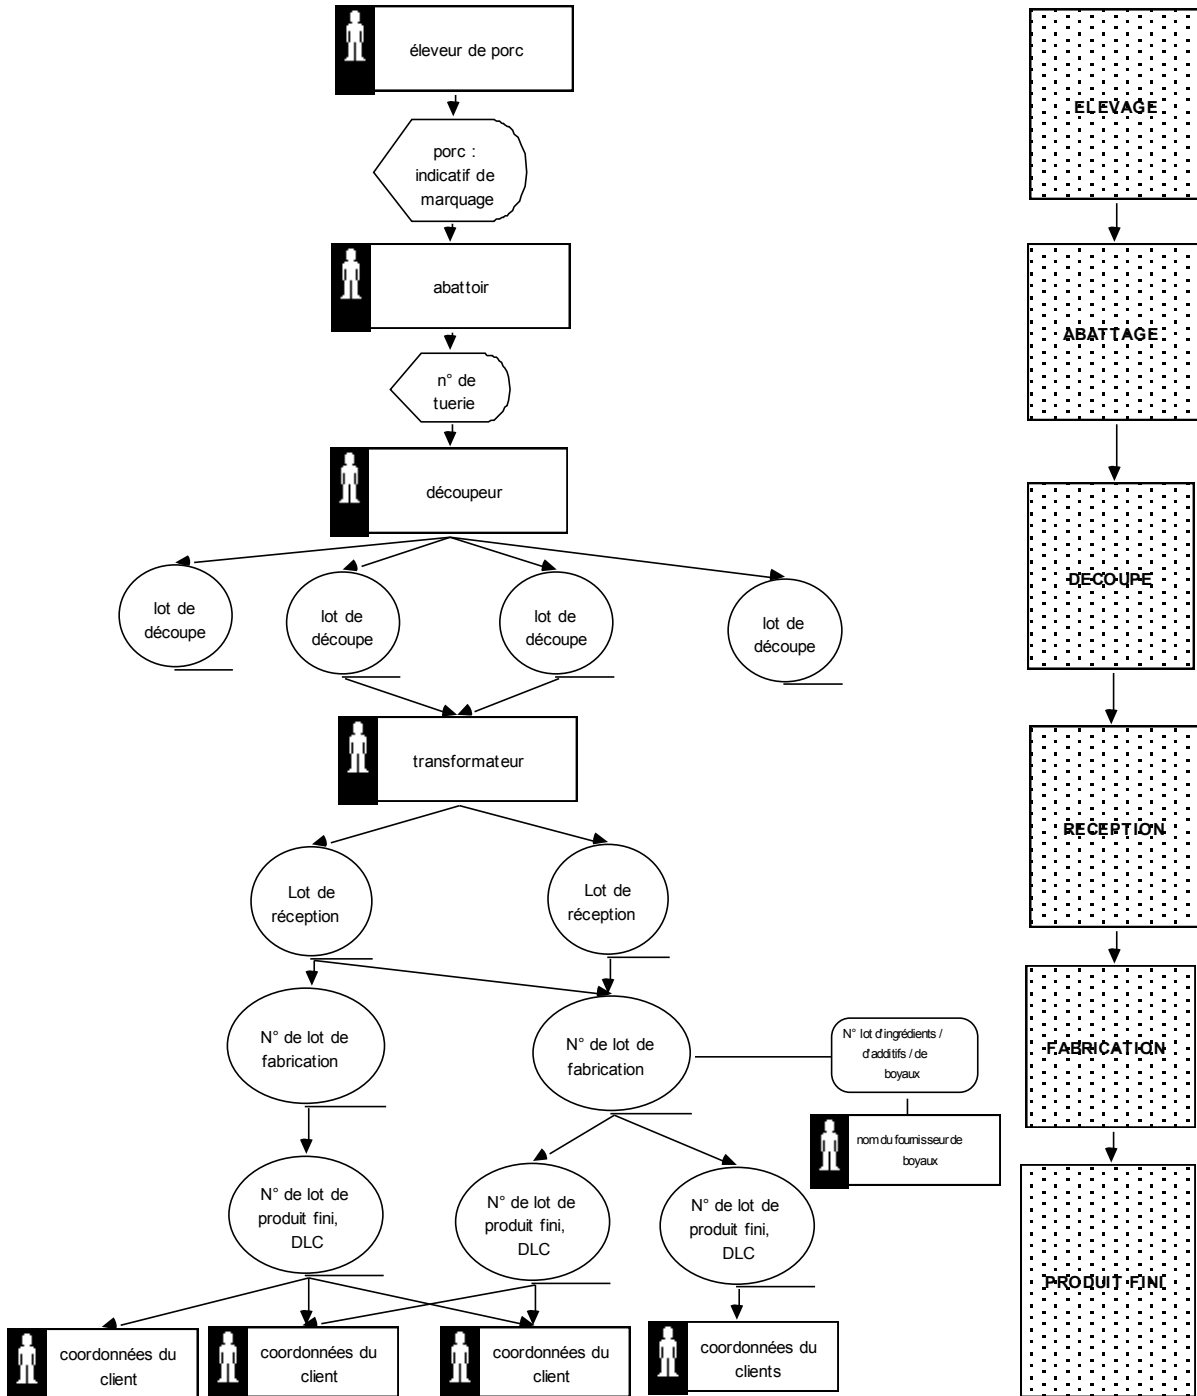 éleveur de porc
ELEVAGE
porc :
indicatif de
marquage
abattoir
ABATTAGE
n° de
tuerie
découpeur
DECOUPE
lot de
découpe
lot de
découpe
lot de
découpe
lot de
découpe
transformateur
RECEPTION
Lot de
réception
Lot de
réception
N° de lot de
fabrication
N° de lot de
fabrication
N° lot d'ingrédients /
d'additifs / de
boyaux
FABRICATION
nom du fournisseur de
boyaux
N° de lot de
produit fini,
DLC
N° de lot de
produit fini,
DLC
N° de lot de
produit fini,
DLC
PRODUIT FINI
coordonnées du
client
coordonnées du
client
coordonnées du
client
coordonnées du
clients